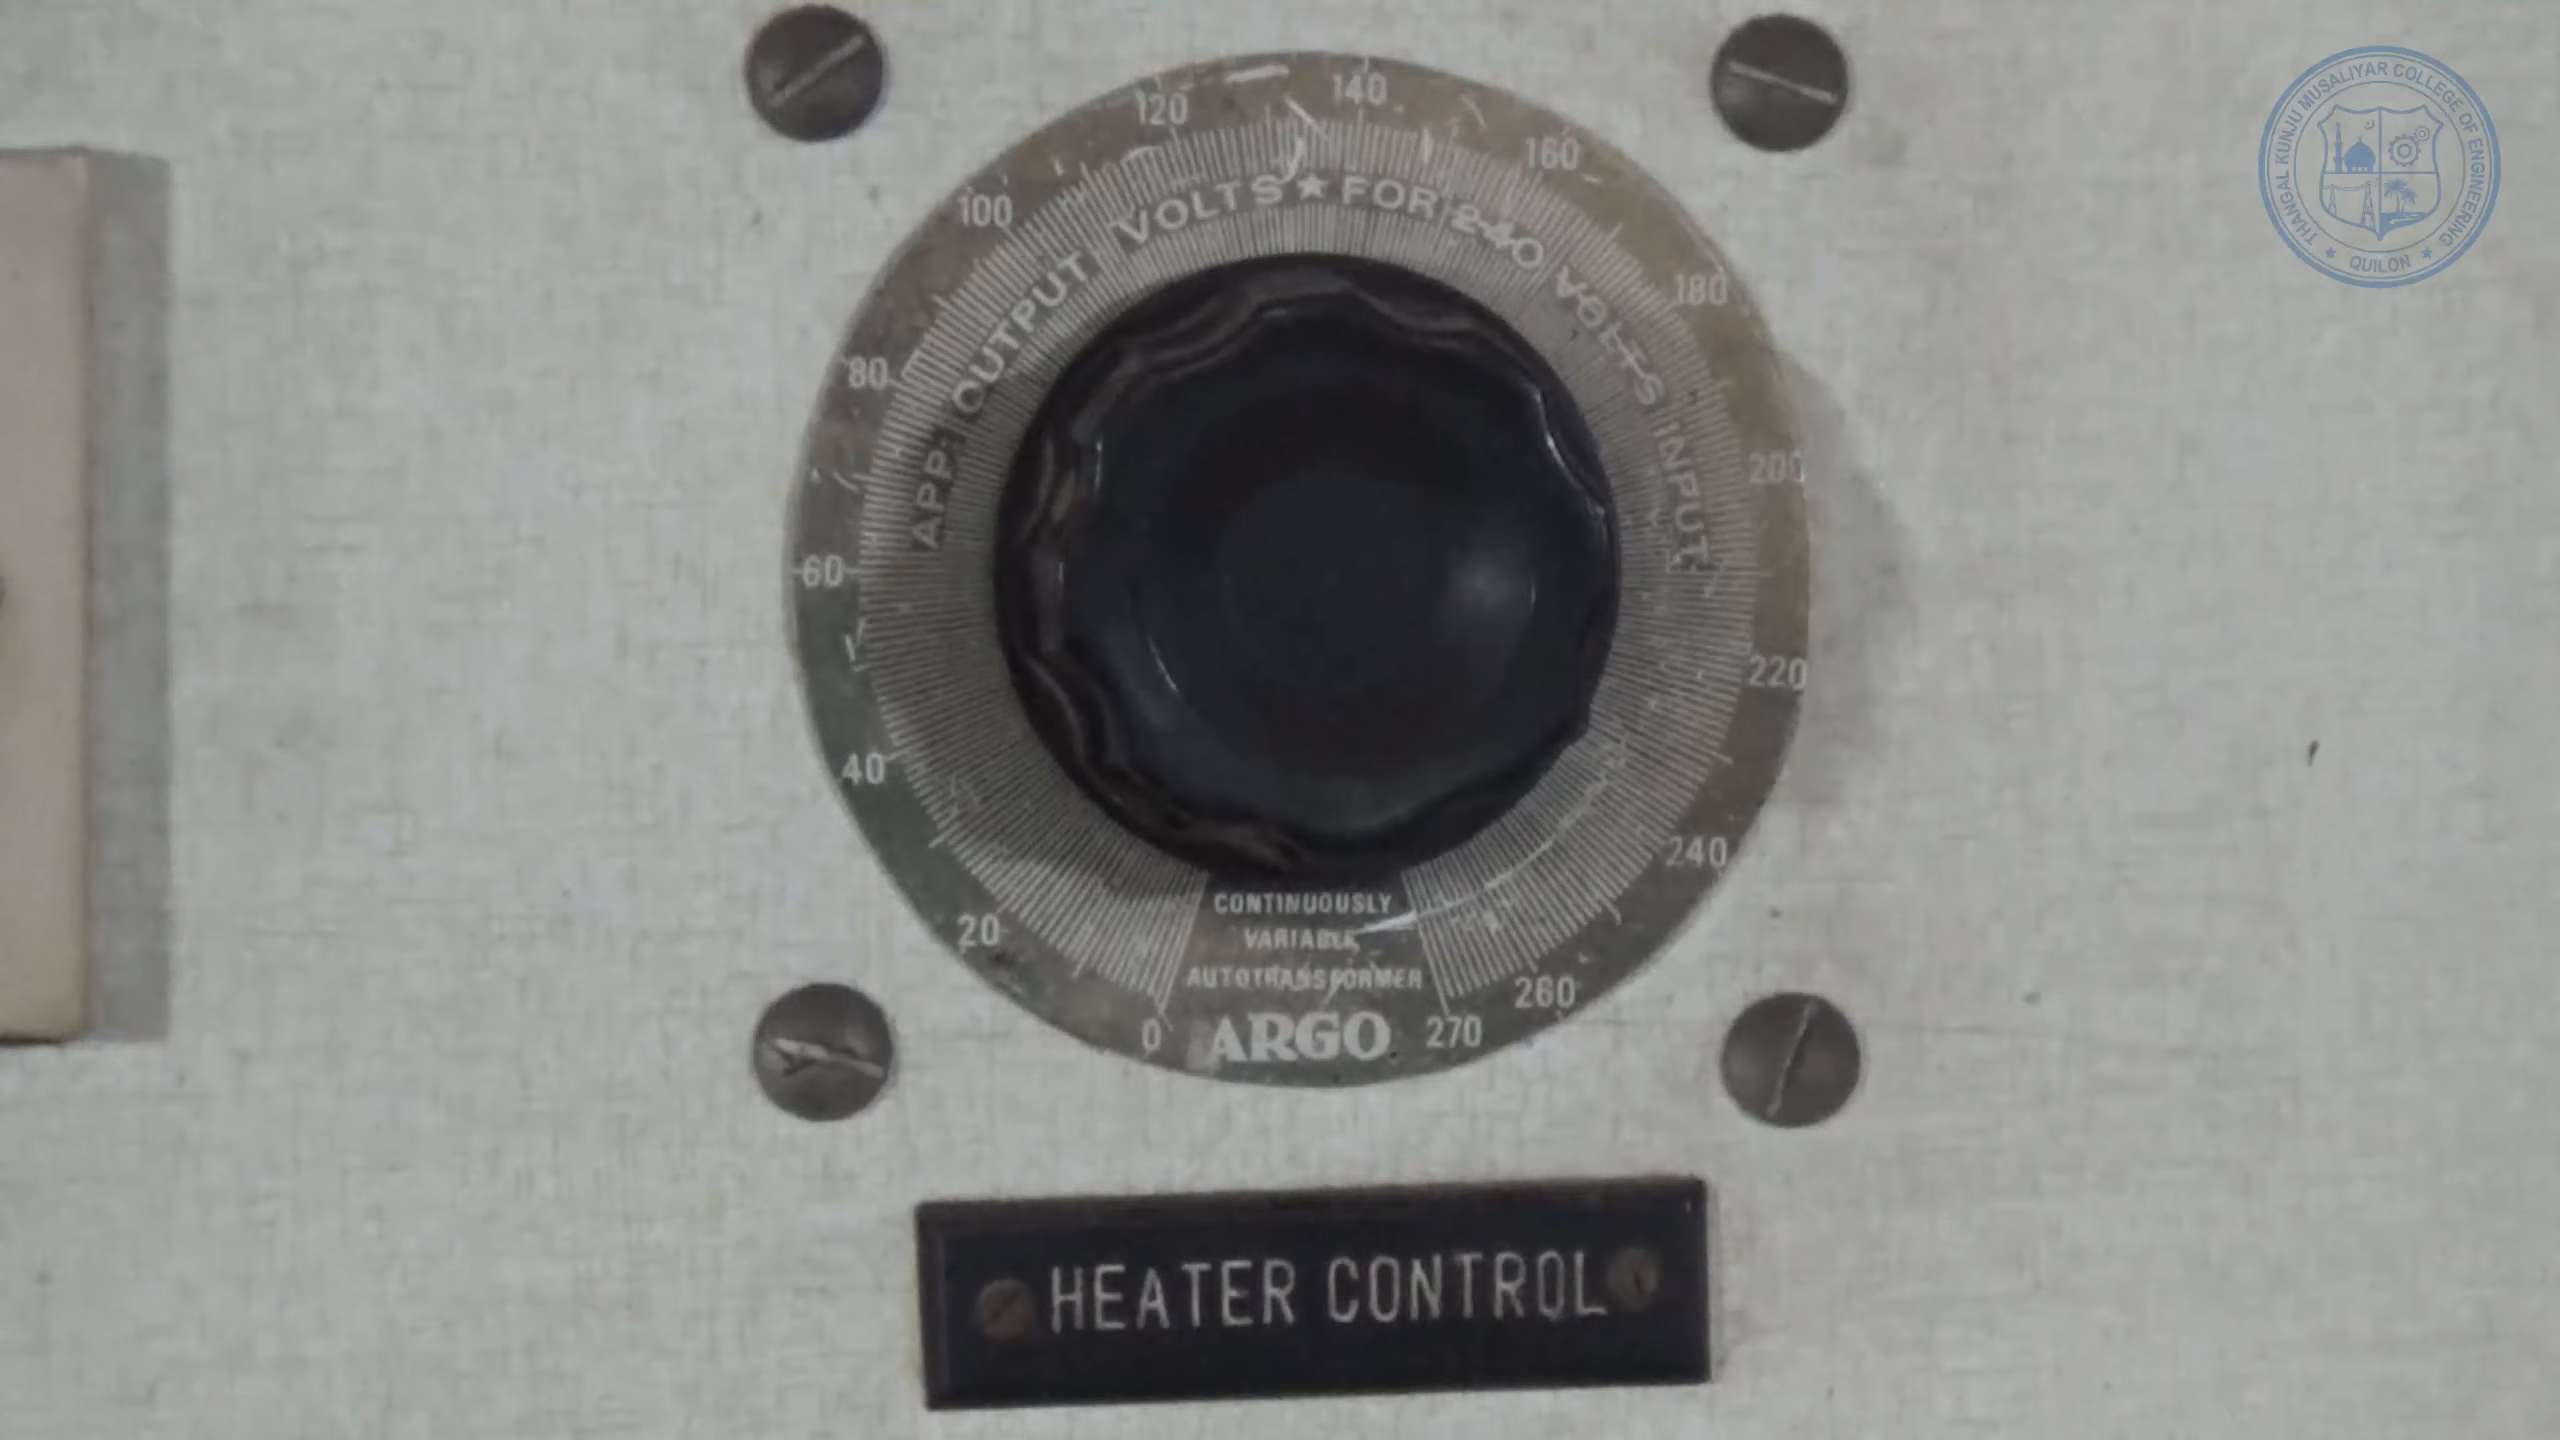 APP: OUTPUT VOLTS ★ FOR 240 VOLTS INPUT
0
20
40
60
80
100
120
140
160
180
200
220
240
260
270
CONTINUOUSLY
VARIABLE
AUTOTRANSFORMER
ARGO
HEATER CONTROL
THANGAL KUNJU MUSALIYAR COLLEGE OF ENGINEERING
★ QUILON ★